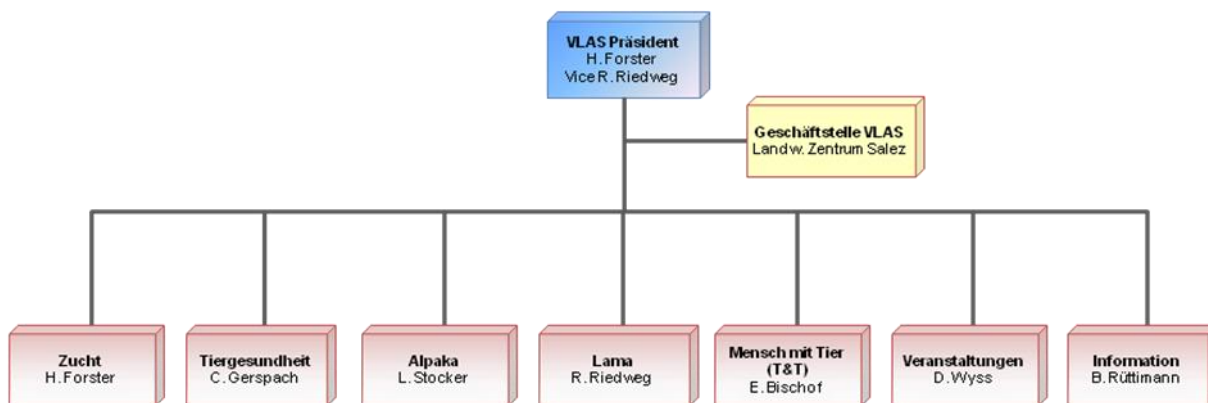 VLAS Präsident
H. Forster
Vice R. Riedweg
Geschäftstelle VLAS
Landw. Zentrum Salez
Zucht
H. Forster
Tiergesundheit
C. Gerspach
Alpaka
L. Stocker
Lama
R. Riedweg
Mensch mit Tier
(T&T)
E. Bischof
Veranstaltungen
D. Wyss
Information
B. Rüttimann